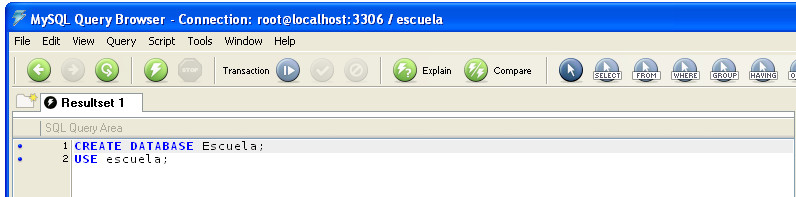 MySQL Query Browser - Connection: root@localhost:3306 / escuela
File Edit View Query Script Tools Window Help
STOP Transaction Explain Compare SELECT FROM WHERE GROUP HAVING O
Resultset 1
SQL Query Area
1 CREATE DATABASE Escuela;
2 USE escuela;